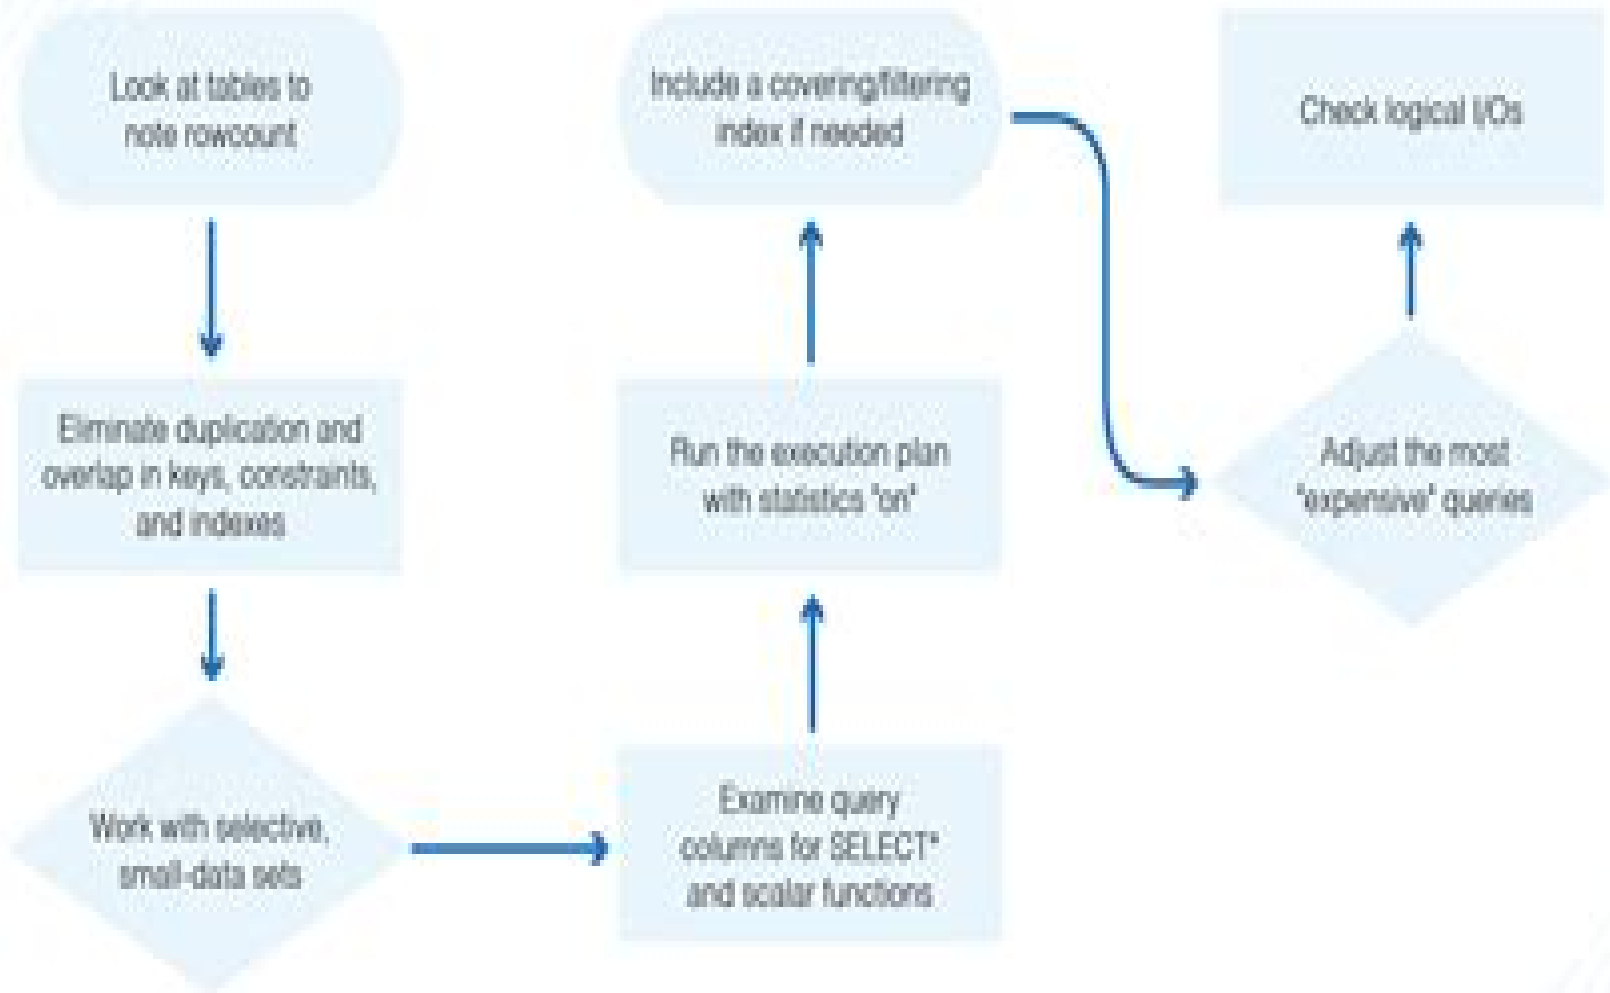 Look at tables to
note rowcount
Eliminate duplication and
overlap in keys, constraints,
and indexes
Work with selective,
small-data sets
Examine query
columns for SELECT*
and scalar functions
Run the execution plan
with statistics "on"
Include a covering/filtering
index if needed
Adjust the most
"expensive" queries
Check logical I/Os